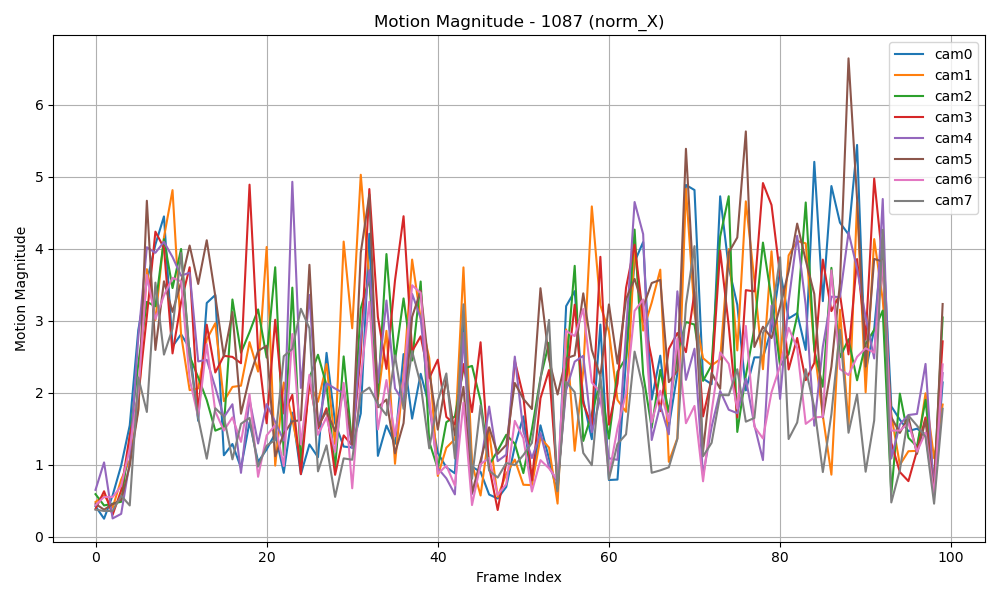 Motion Magnitude - 1087 (norm_X)
cam0
cam1
cam2
cam3
cam4
cam5
cam6
cam7
Motion Magnitude
6
5
4
3
2
1
0
0
20
40
60
80
100
Frame Index